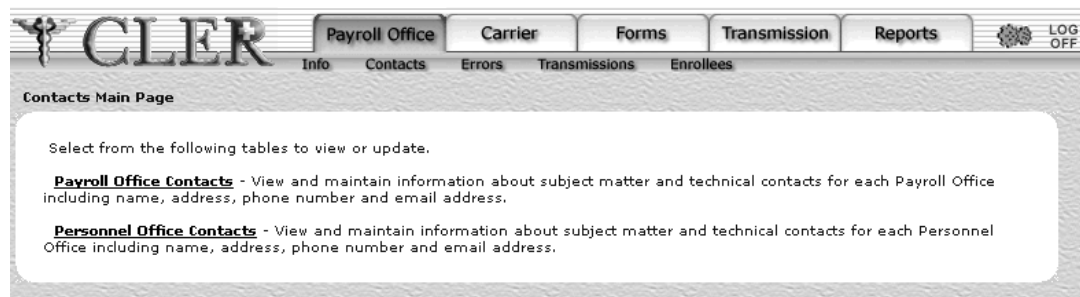 CLER
Payroll Office Carrier Forms Transmission Reports LOG OFF
Info Contacts Errors Transmissions Enrollees
Contacts Main Page
Select from the following tables to view or update.
Payroll Office Contacts - View and maintain information about subject matter and technical contacts for each Payroll Office
including name, address, phone number and email address.
Personnel Office Contacts - View and maintain information about subject matter and technical contacts for each Personnel
Office including name, address, phone number and email address.